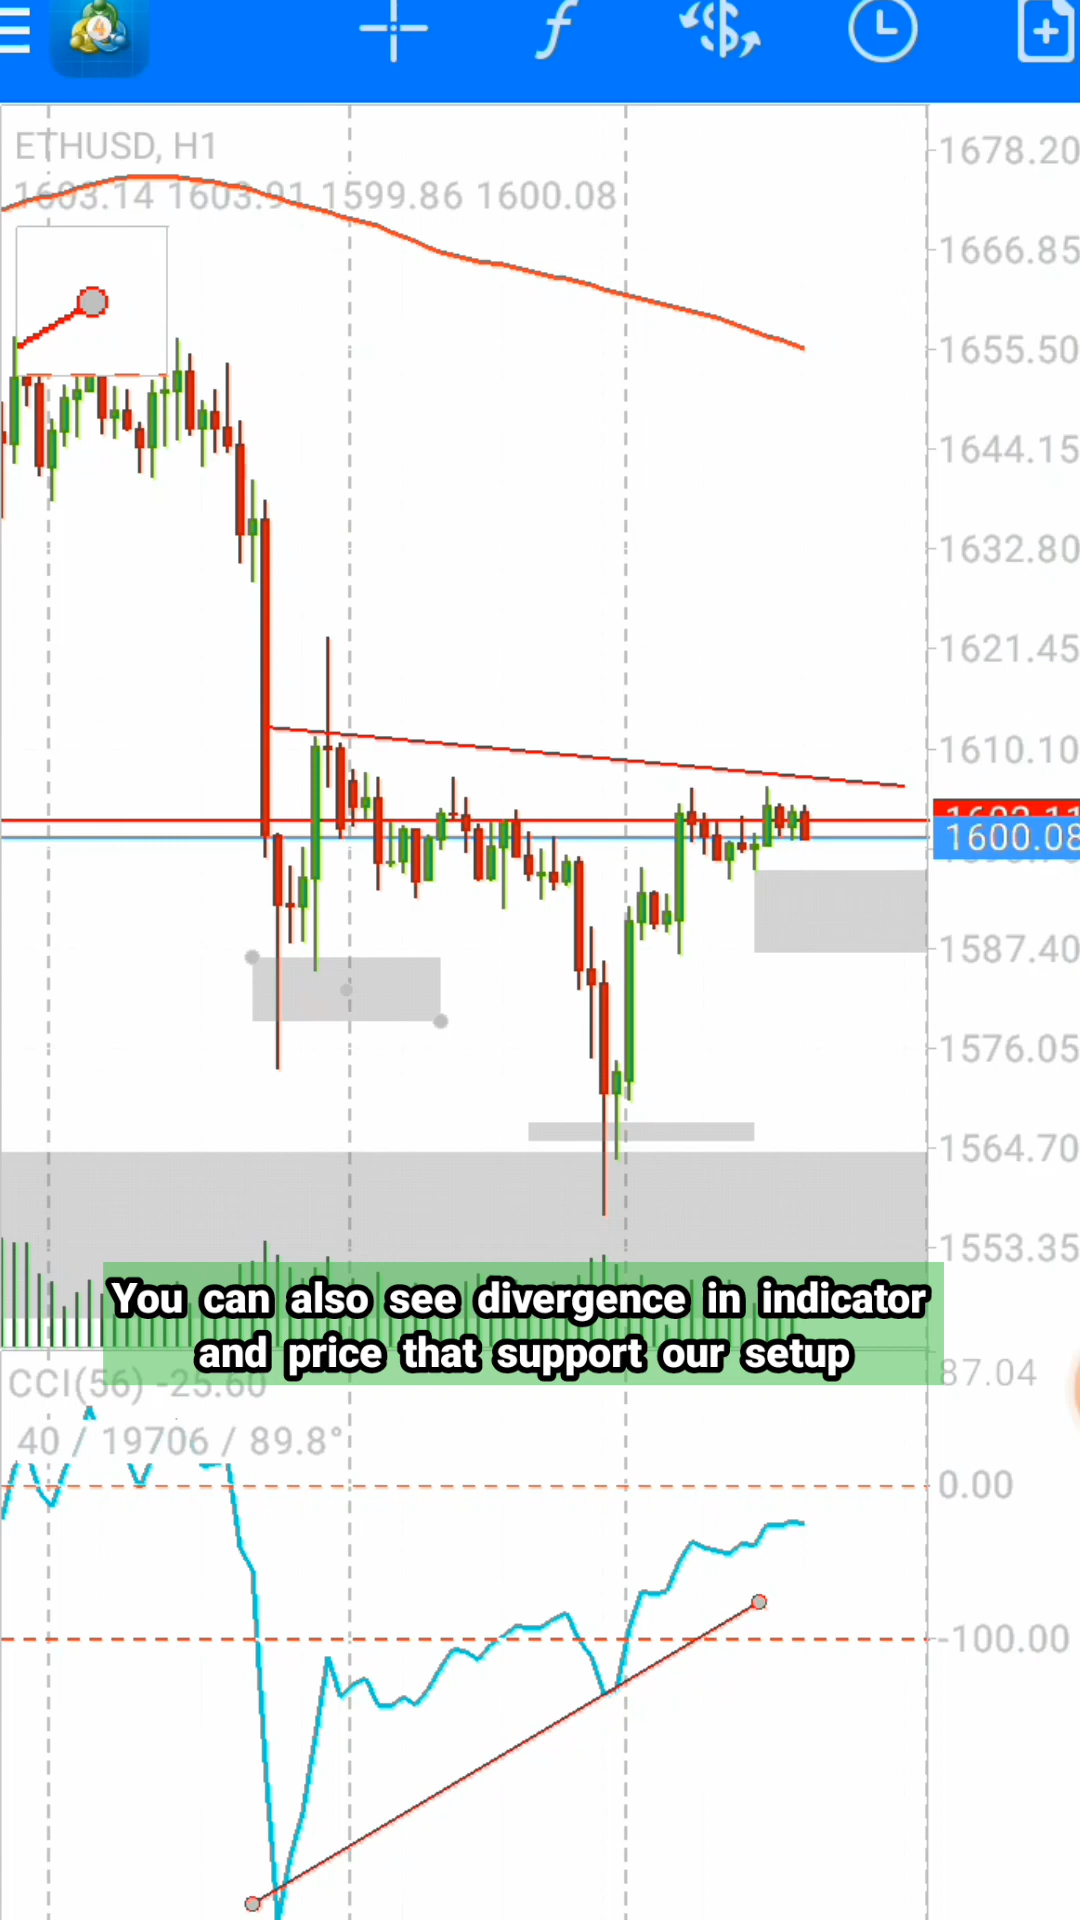 4
ETHUSD, H1
1603.14 1603.91 1599.86 1600.08
1678.20
1666.85
1655.50
1644.15
1632.80
1621.45
1610.10
1600.08
1587.40
1576.05
1564.70
1553.35
You can also see divergence in indicator
and price that support our setup
87.04
CCI(56) -25.60
40 / 19706 / 89.8°
0.00
-100.00